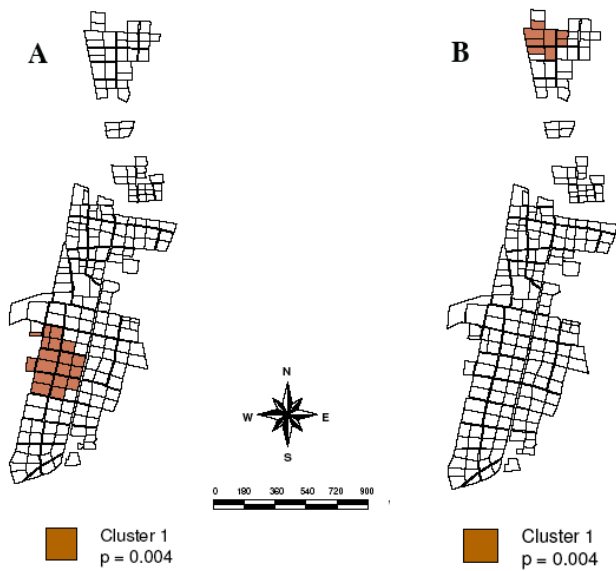 A
B
N
W E
S
0 180 360 540 720 900
Cluster 1
p = 0.004
Cluster 1
p = 0.004